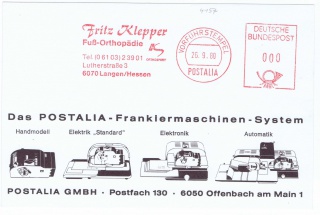 Fritz Klepper
Fuß-Orthopädie
Tel (0 61 03) 2 39 01
Lutherstraße 3
6070 Langen/Hessen
VORFÜHRSTEMPEL
25. 9. 80
POSTALIA
DEUTSCHE
BUNDESPOST
000
Das POSTALIA-Frankiermaschinen-System
Handmodell Elektrik „Standard" Elektronik Automatik
POSTALIA GMBH · Postfach 130 · 6050 Offenbach am Main 1